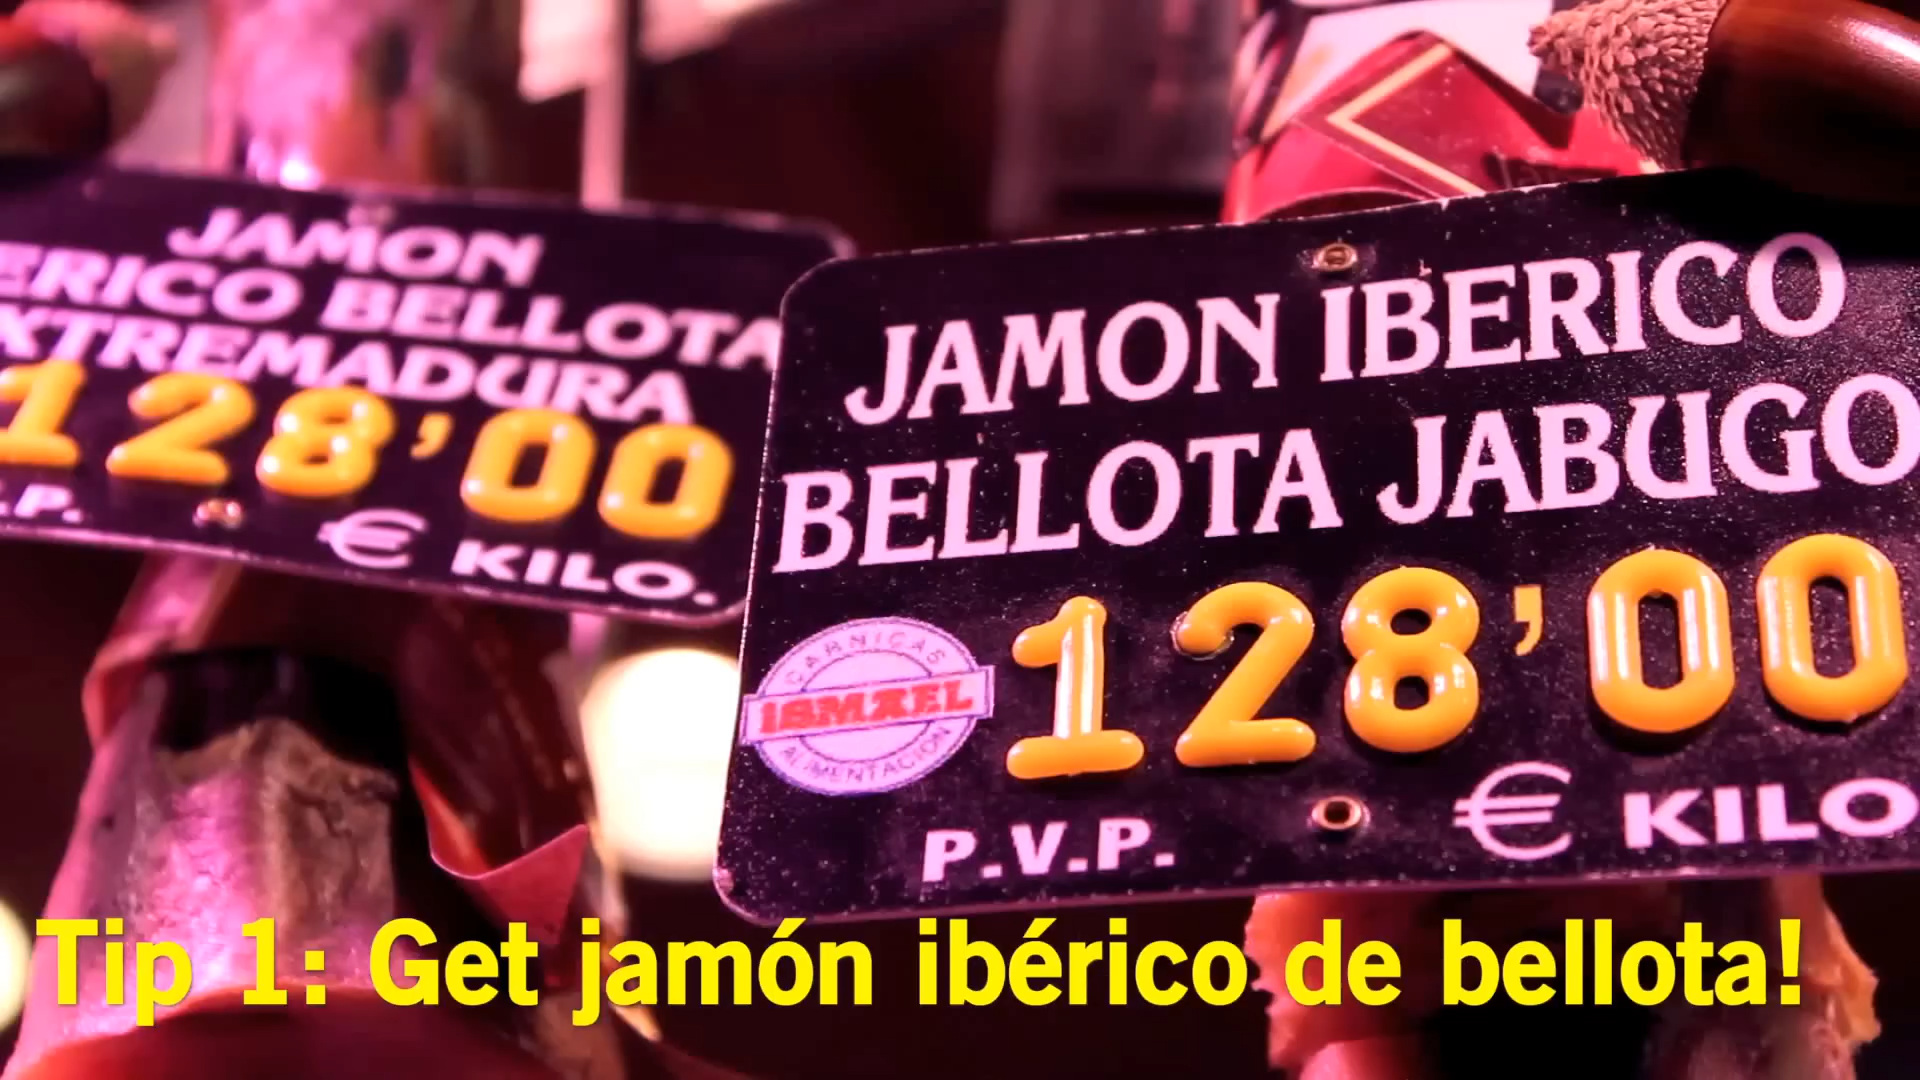 JAMON
ERICO BELLOTA
XTREMADURA
128'00
.P.
€ KILO.
JAMON IBERICO
BELLOTA JABUGO
CARNICAS
ISMAEL
ALIMENTACION
128'00
P.V.P.
€ KILO
Tip 1: Get jamón ibérico de bellota!